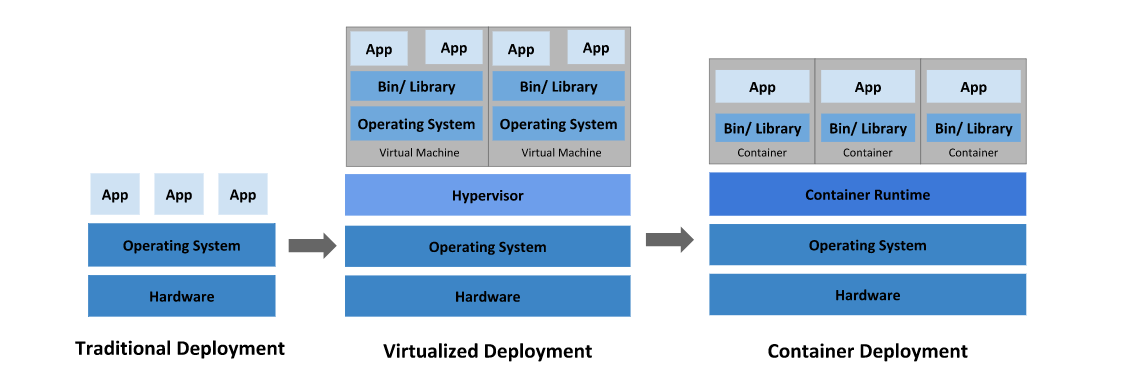 App App App
Operating System
Hardware
Traditional Deployment
App App App App
Bin/ Library Bin/ Library
Operating System Operating System
Virtual Machine Virtual Machine
Hypervisor
Operating System
Hardware
Virtualized Deployment
App App App
Bin/ Library Bin/ Library Bin/ Library
Container Container Container
Container Runtime
Operating System
Hardware
Container Deployment